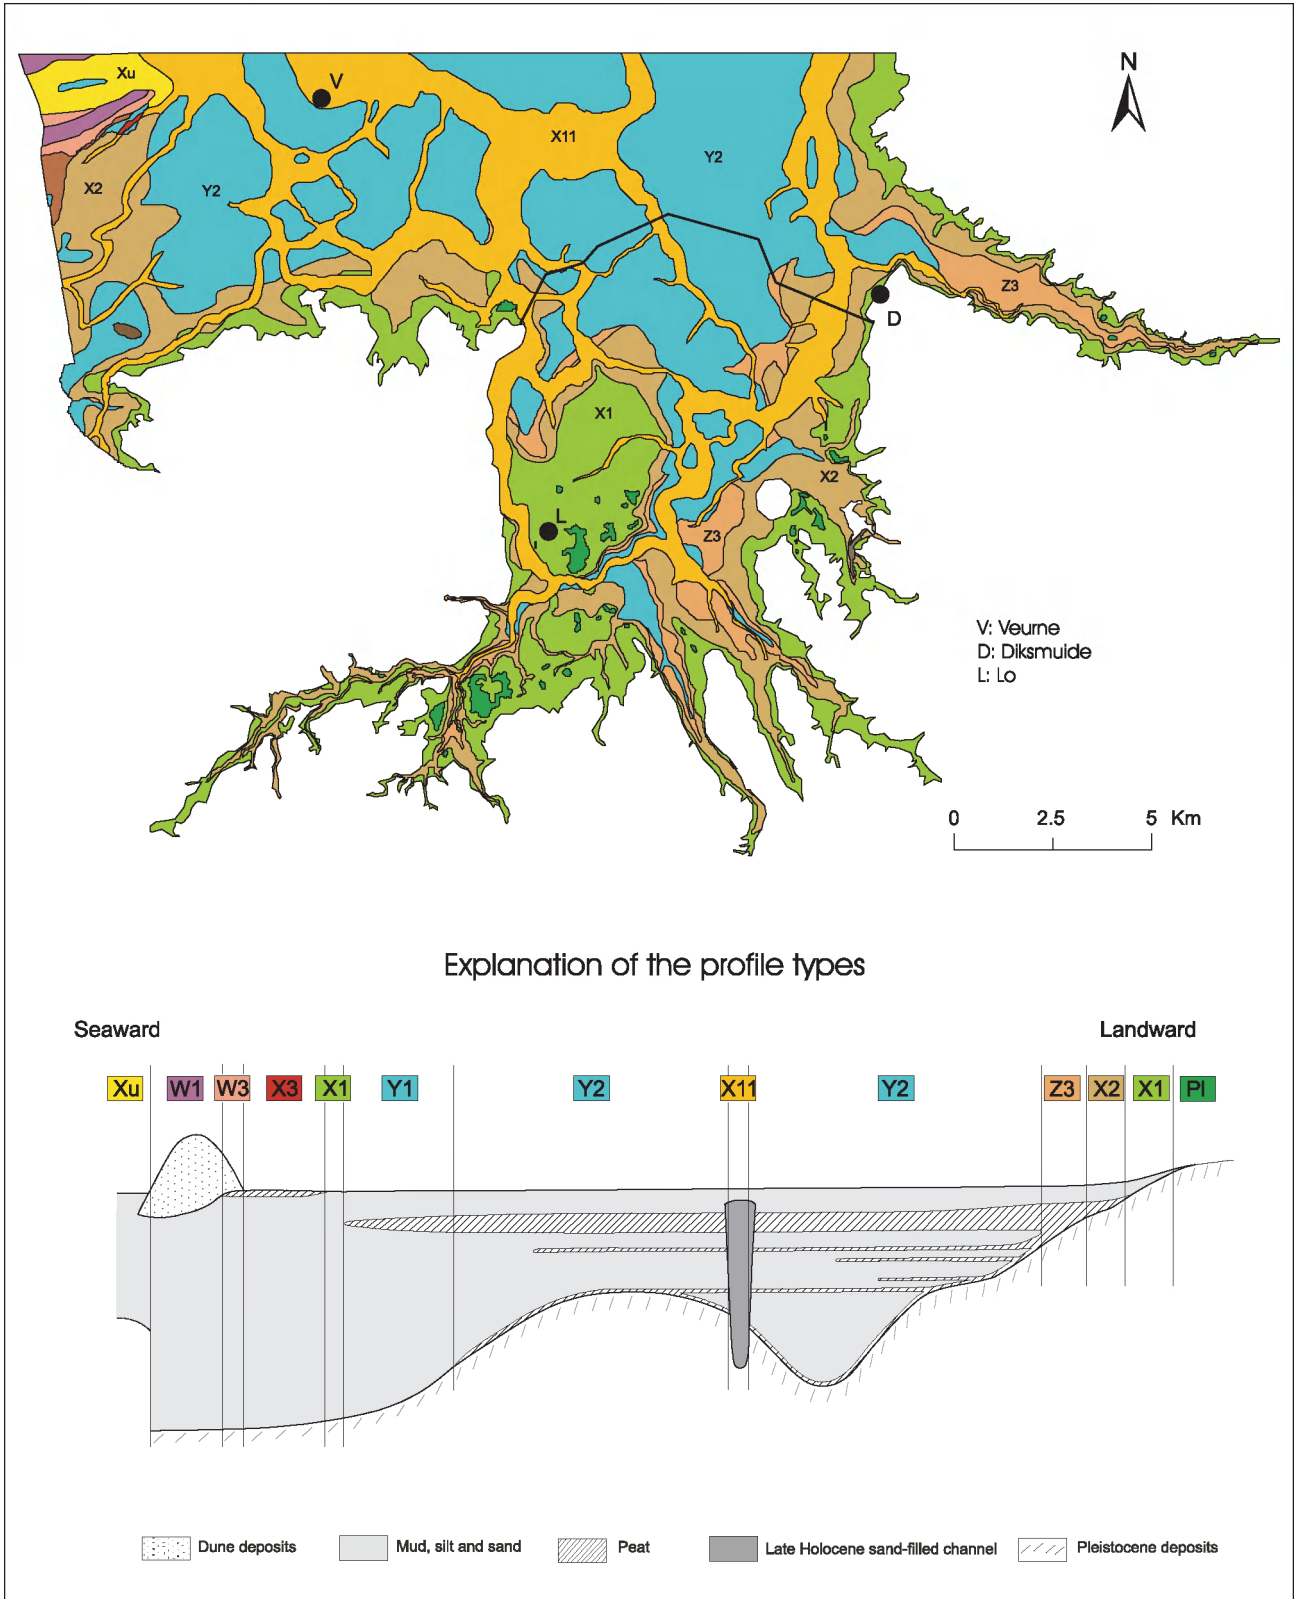 N
Xu
V
X11
Y2
X2
Y2
Z3
D
X1
X2
L
Z3
V: Veurne
D: Diksmuide
L: Lo
0 2.5 5 Km
Explanation of the profile types
Seaward Landward
Xu W1 W3 X3 X1 Y1 Y2 X11 Y2 Z3 X2 X1 Pl
Dune deposits Mud, silt and sand Peat Late Holocene sand-filled channel Pleistocene deposits